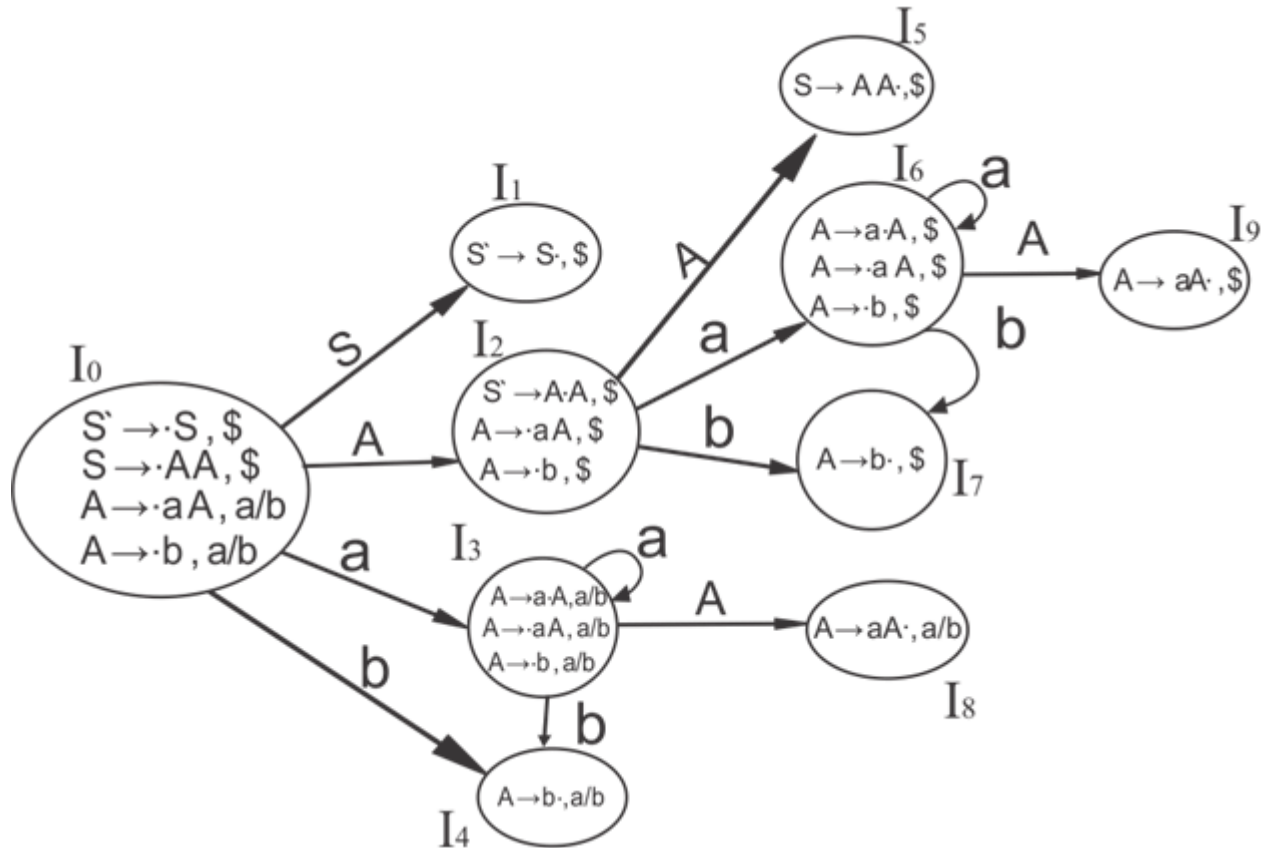 I0
S` → ·S , $
S → ·AA , $
A → ·aA , a/b
A → ·b , a/b
S
A
a
b
I1
S` → S· , $
I2
S` → A·A , $
A → ·aA , $
A → ·b , $
A
a
b
I3
A → a·A, a/b
A → ·aA, a/b
A → ·b , a/b
a
A
b
I4
A → b·, a/b
I5
S → A A· , $
I6
A → a·A , $
A → ·a A , $
A → ·b , $
a
A
b
I7
A → b· , $
I8
A → aA· , a/b
I9
A → aA· , $